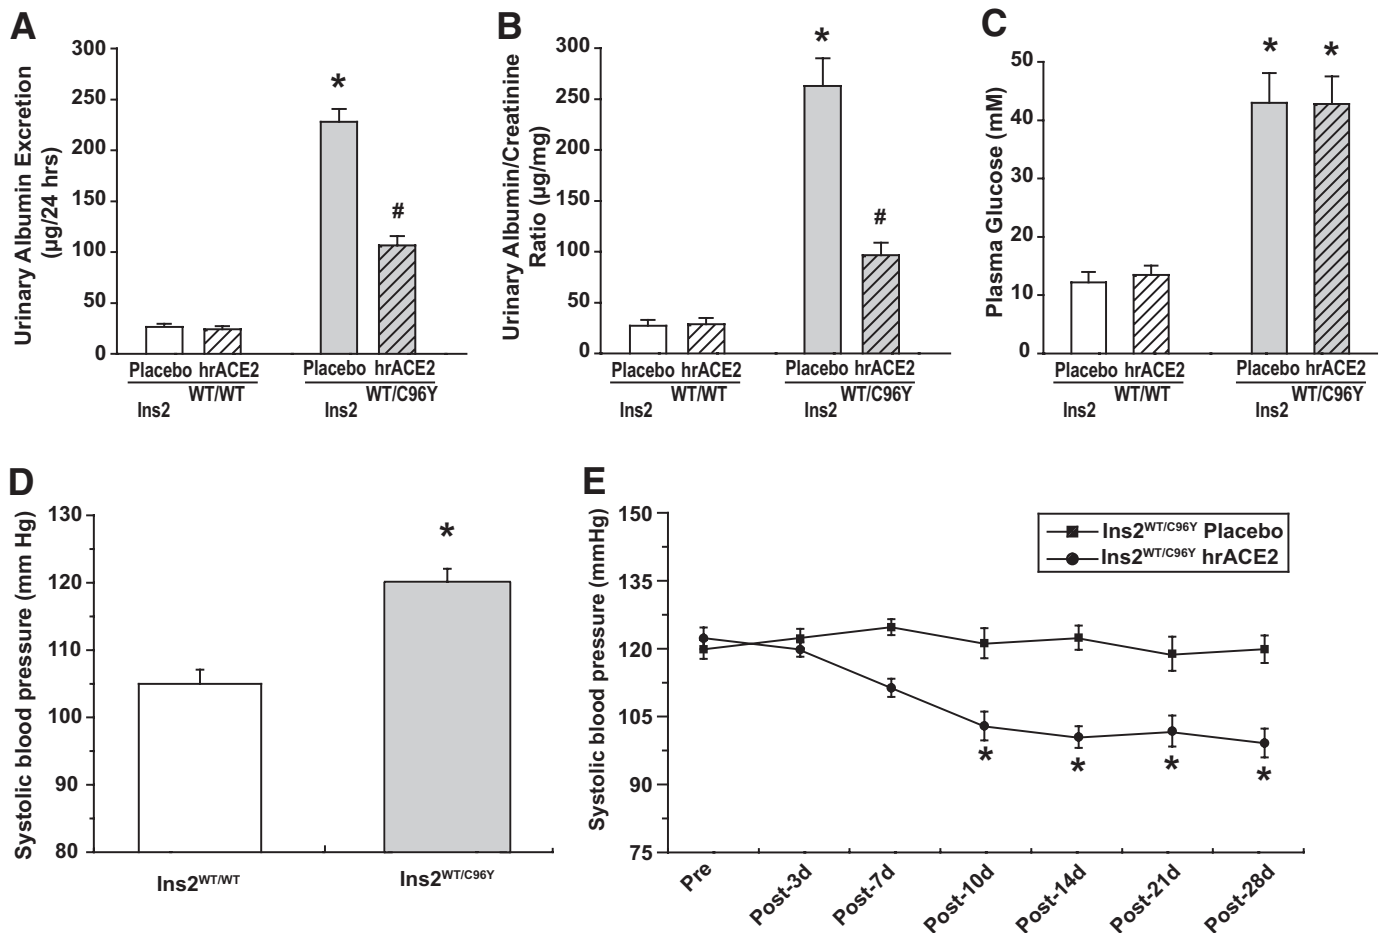 A
Urinary Albumin Excretion
(µg/24 hrs)
300
250
200
150
100
50
0
*
#
Placebo hrACE2
Ins2 WT/WT
Placebo hrACE2
Ins2 WT/C96Y
B
Urinary Albumin/Creatinine
Ratio (µg/mg)
300
250
200
150
100
50
0
*
#
Placebo hrACE2
Ins2 WT/WT
Placebo hrACE2
Ins2 WT/C96Y
C
Plasma Glucose (mM)
50
40
30
20
10
0
* *
Placebo hrACE2
Ins2 WT/WT
Placebo hrACE2
Ins2 WT/C96Y
D
Systolic blood pressure (mm Hg)
130
120
110
100
90
80
*
Ins2WT/WT
Ins2WT/C96Y
E
Systolic blood pressure (mmHg)
150
135
120
105
90
75
Ins2WT/C96Y Placebo
Ins2WT/C96Y hrACE2
* * * *
Pre
Post-3d
Post-7d
Post-10d
Post-14d
Post-21d
Post-28d